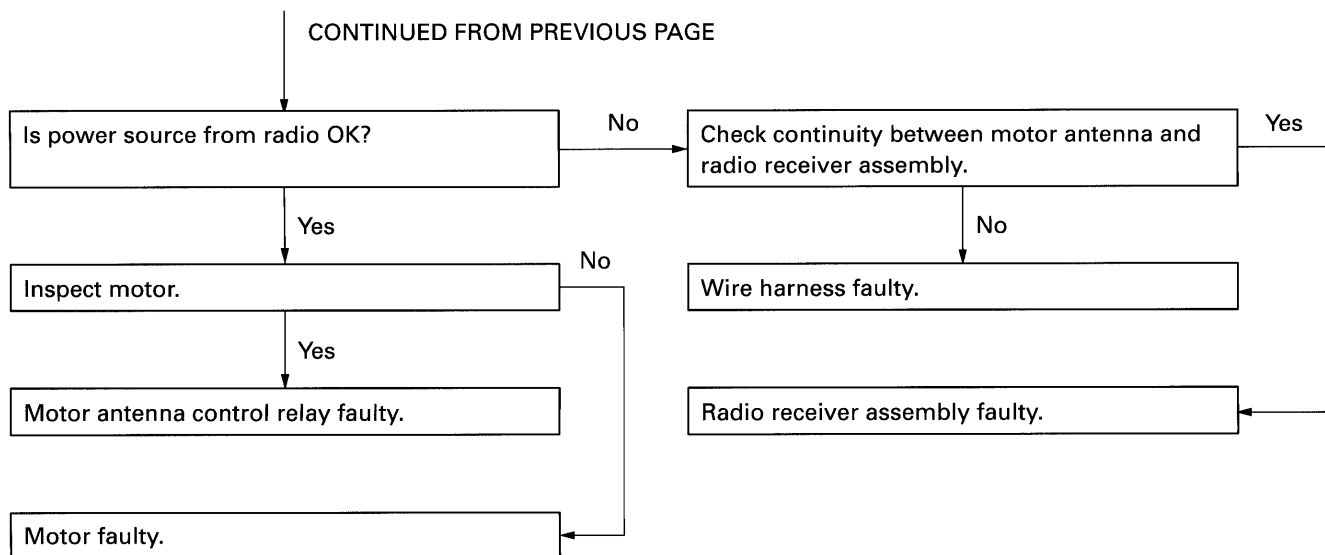 CONTINUED FROM PREVIOUS PAGE
Is power source from radio OK?
No
Check continuity between motor antenna and
radio receiver assembly.
Yes
Yes
No
Inspect motor.
No
Wire harness faulty.
Yes
Motor antenna control relay faulty.
Radio receiver assembly faulty.
Motor faulty.